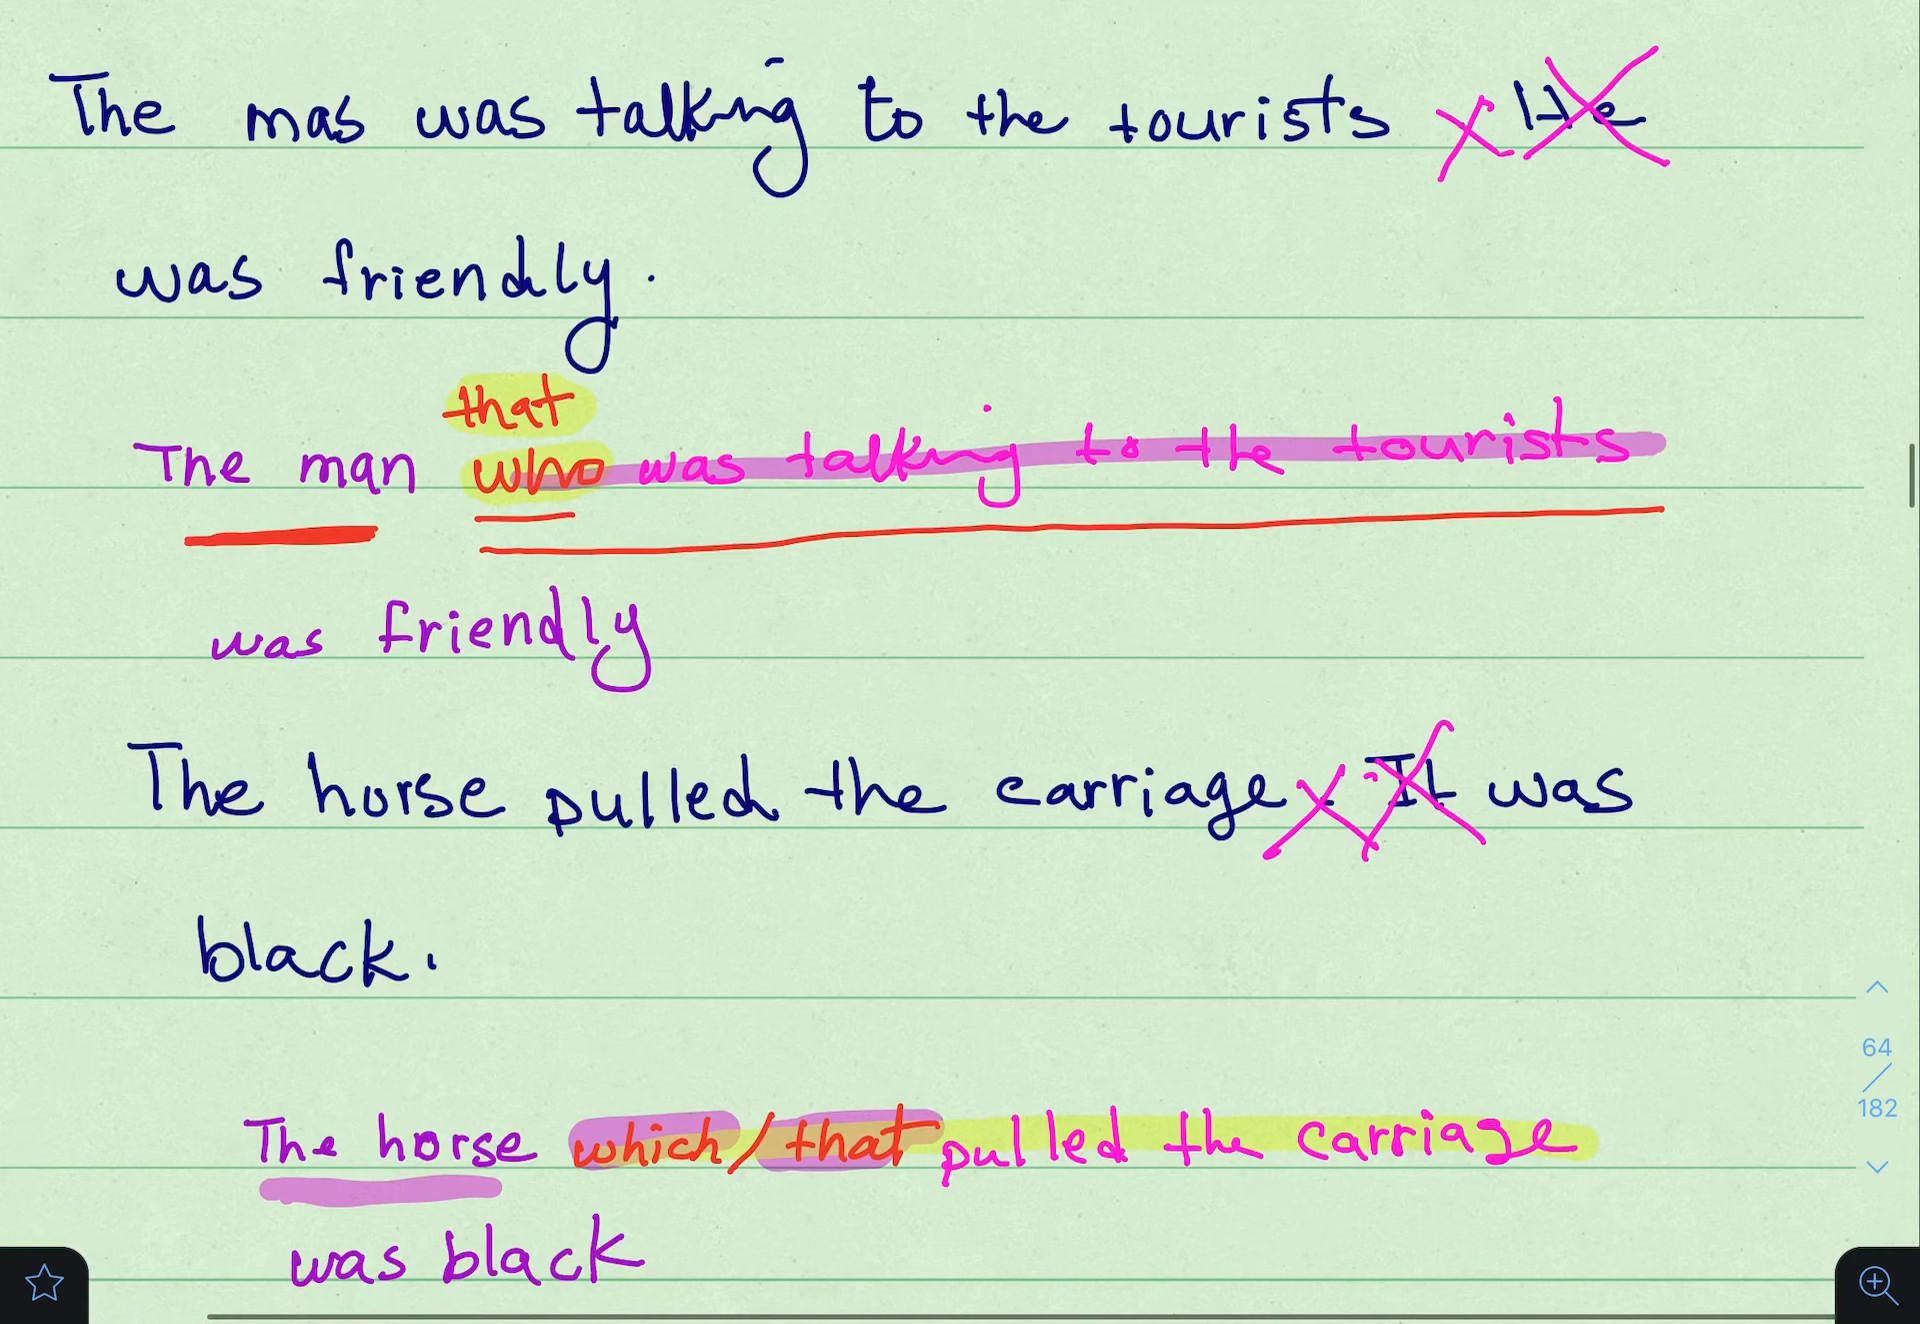 The mas was talking to the tourists . He
was friendly.
that
The man who was talking to the tourists
was friendly
The horse pulled the carriage. It was
black.
64
/
182
The horse which/that pulled the carriage
was black